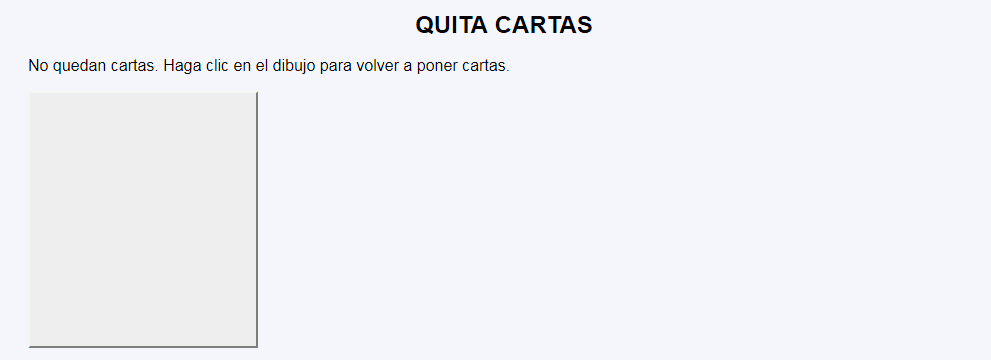 QUITA CARTAS
No quedan cartas. Haga clic en el dibujo para volver a poner cartas.